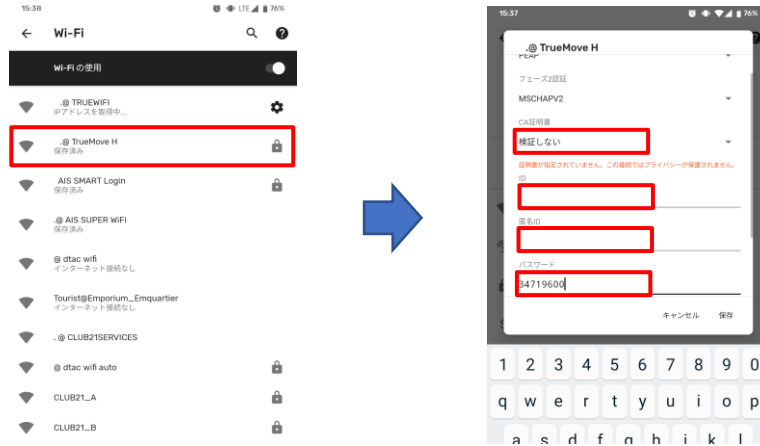 15:38
LTE 76%
Wi-Fi
Wi-Fi の使用
.@ TRUEWIFI
IPアドレスを取得中...
.@ TrueMove H
保存済み
AIS SMART Login
保存済み
.@ AIS SUPER WiFi
保存済み
@ dtac wifi
インターネット接続なし
Tourist@Emporium_Emquartier
インターネット接続なし
. @ CLUB21SERVICES
@ dtac wifi auto
CLUB21_A
CLUB21_B
15:37
76%
.@ TrueMove H
PEAP
フェーズ2認証
MSCHAPV2
CA証明書
検証しない
証明書が指定されていません。この接続ではプライバシーが保護されません。
ID
匿名ID
パスワード
34719600
キャンセル 保存
1 2 3 4 5 6 7 8 9 0
q w e r t y u i o p
a s d f g h j k l